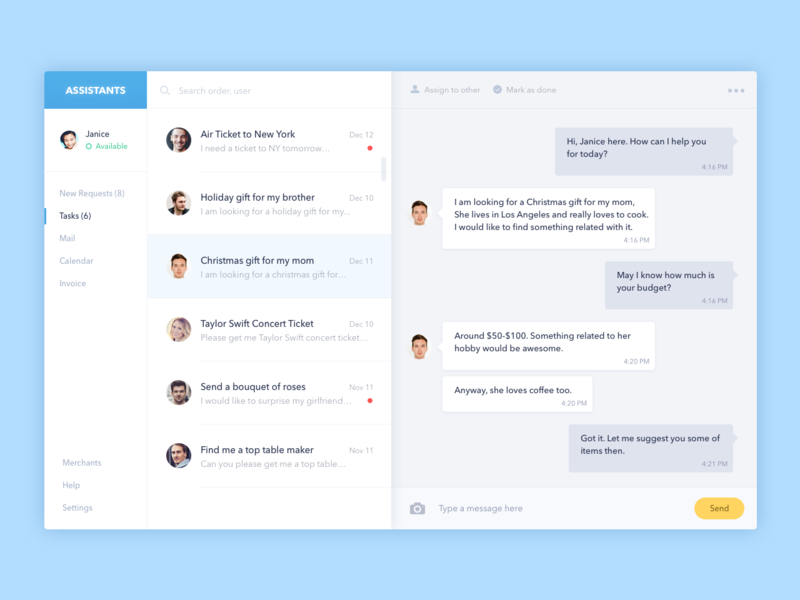 ASSISTANTS
Janice
Available
New Requests (8)
Tasks (6)
Mail
Calendar
Invoice
Merchants
Help
Settings
Search order, user
Air Ticket to New York
Dec 12
I need a ticket to NY tomorrow...
Holiday gift for my brother
Dec 10
I am looking for a holiday gift for my...
Christmas gift for my mom
Dec 11
I am looking for a christmas gift for...
Taylor Swift Concert Ticket
Dec 10
Please get me Taylor Swift concert ticket...
Send a bouquet of roses
Nov 11
I would like to surprise my girlfriend...
Find me a top table maker
Nov 11
Can you please get me a top table...
Assign to other
Mark as done
Hi, Janice here. How can I help you
for today?
4:16 PM
I am looking for a Christmas gift for my mom,
She lives in Los Angeles and really loves to cook.
I would like to find something related with it.
4:16 PM
May I know how much is
your budget?
4:16 PM
Around $50-$100. Something related to her
hobby would be awesome.
4:20 PM
Anyway, she loves coffee too.
4:20 PM
Got it. Let me suggest you some of
items then.
4:21 PM
Type a message here
Send